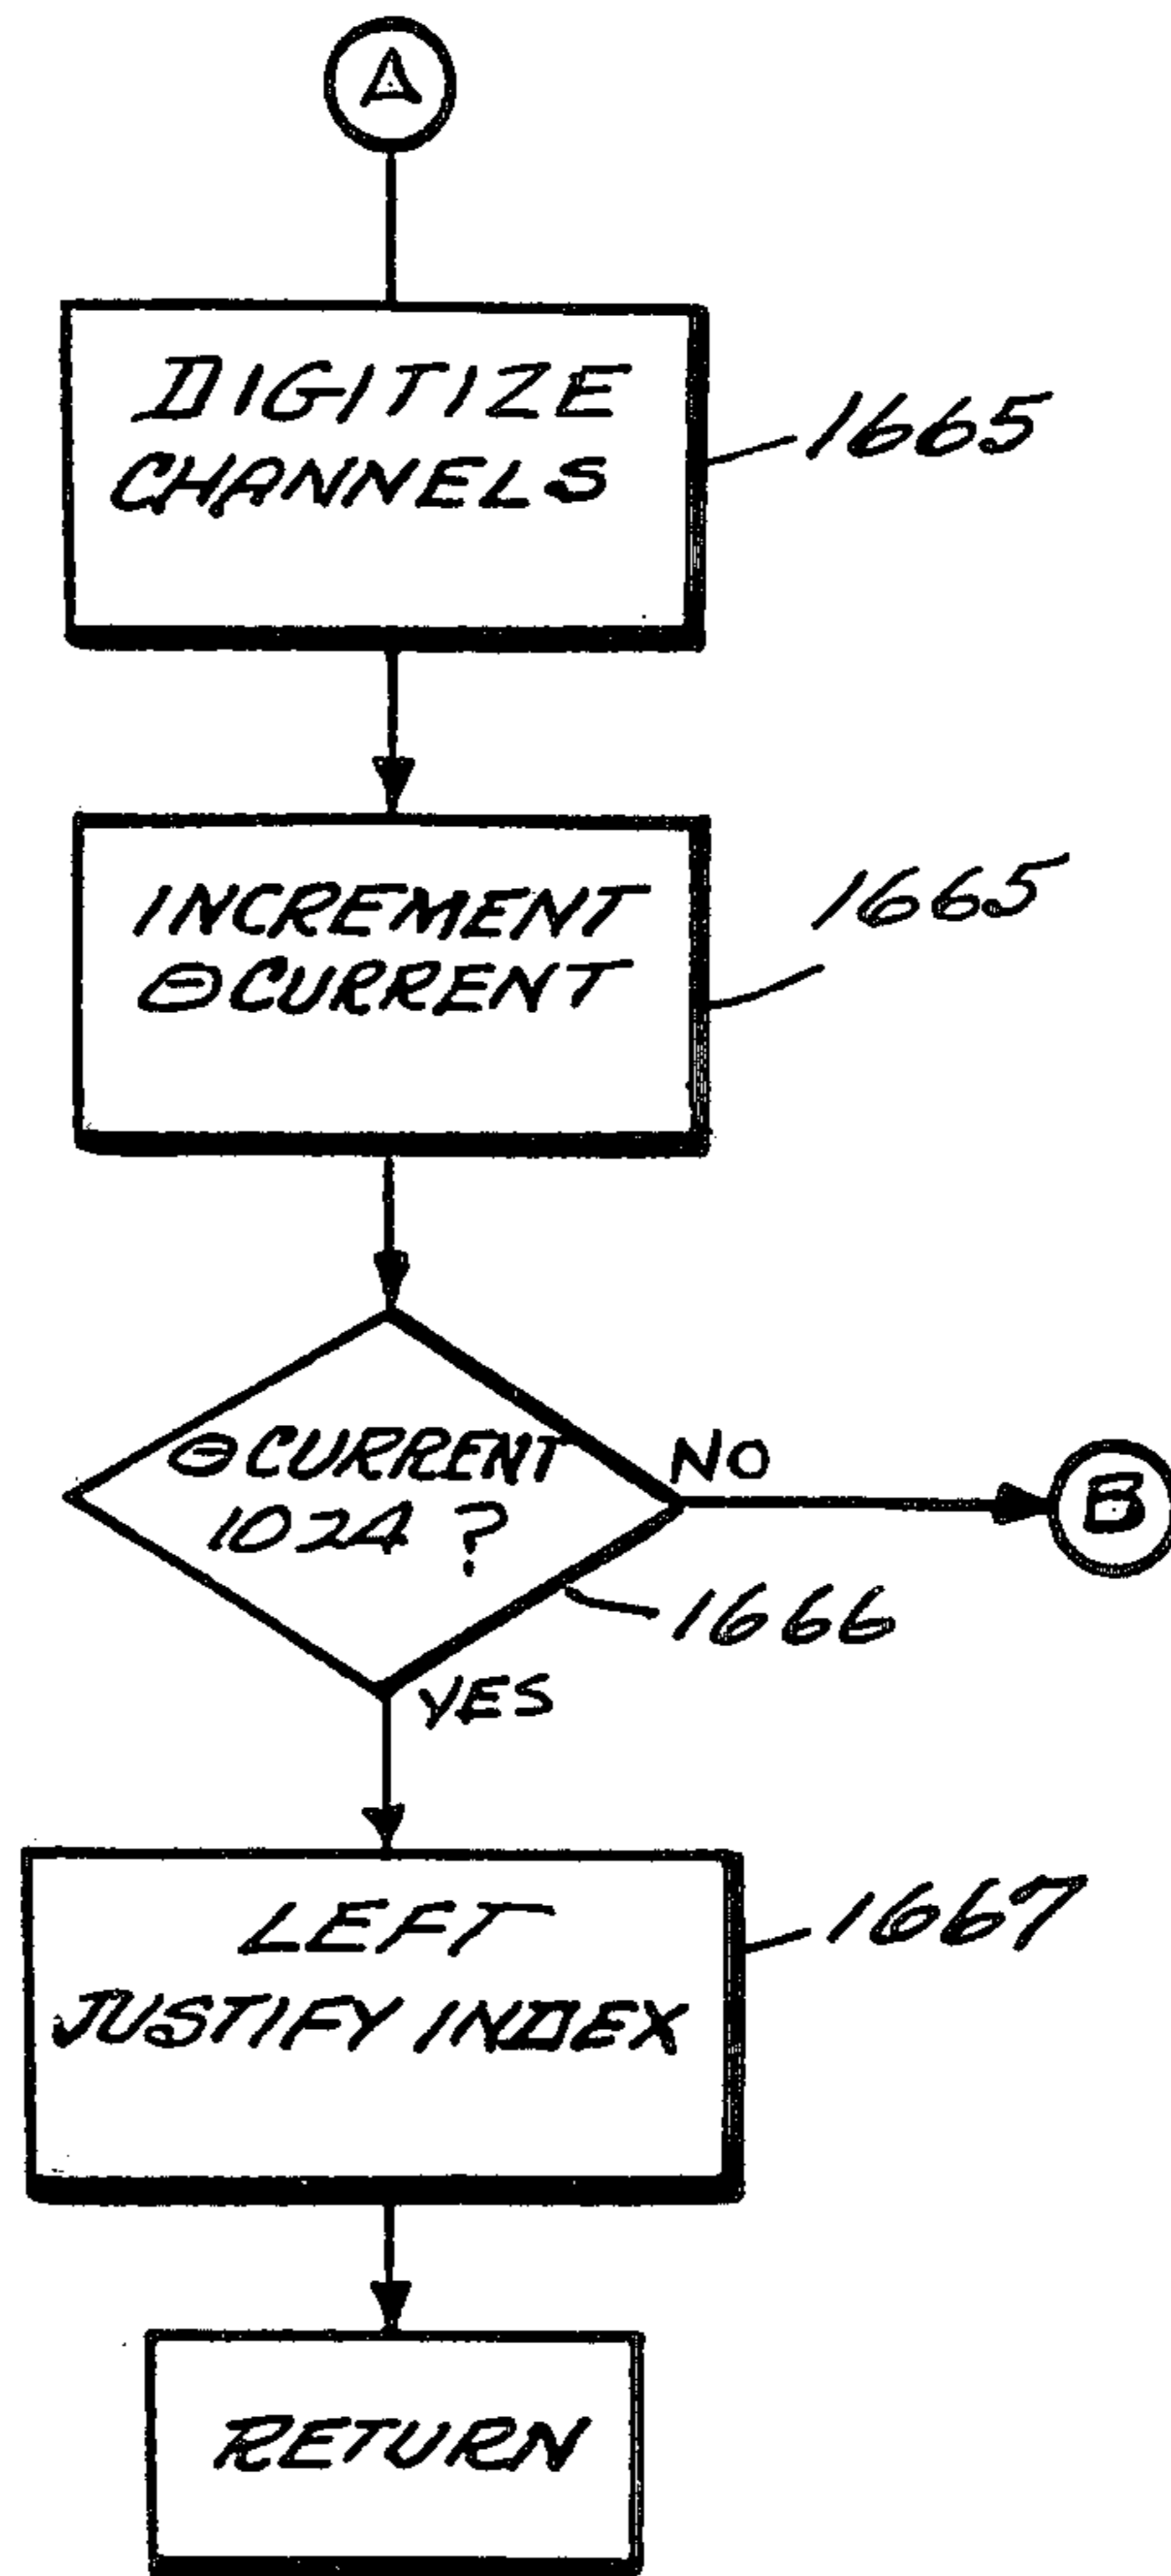 A
DIGITIZE
CHANNELS
1665
INCREMENT
ΘCURRENT
1665
ΘCURRENT
1024 ?
NO
B
1666
YES
LEFT
JUSTIFY INDEX
1667
RETURN